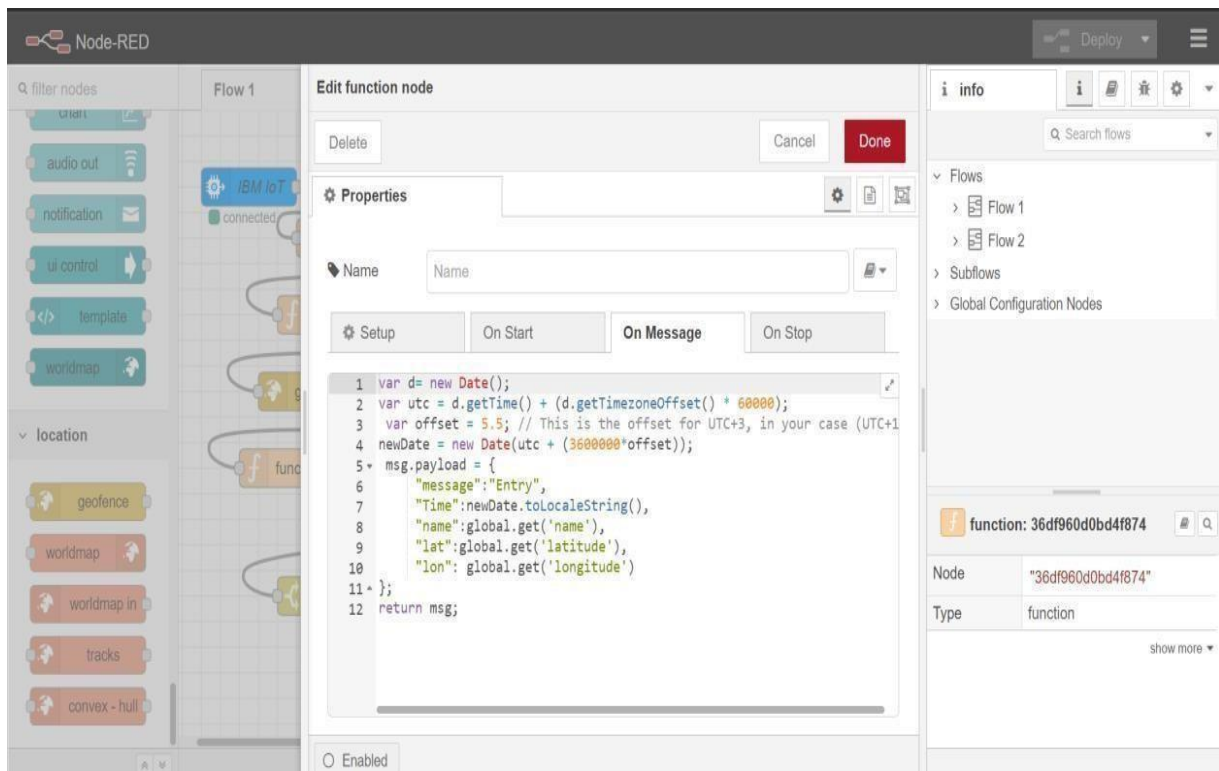 Node-RED
Deploy
filter nodes
chart
audio out
notification
ui control
</> template
worldmap
location
geofence
worldmap
worldmap in
tracks
convex - hull
Flow 1
IBM IoT
connected
f
g
f func
Edit function node
Delete
Cancel
Done
Properties
Name
Name
Setup
On Start
On Message
On Stop
1 var d= new Date();
2 var utc = d.getTime() + (d.getTimezoneOffset() * 60000);
3 var offset = 5.5; // This is the offset for UTC+3, in your case (UTC+1
4 newDate = new Date(utc + (3600000*offset));
5 msg.payload = {
6 "message":"Entry",
7 "Time":newDate.toLocaleString(),
8 "name":global.get('name'),
9 "lat":global.get('latitude'),
10 "lon": global.get('longitude')
11 };
12 return msg;
Enabled
i info
i
Search flows
Flows
Flow 1
Flow 2
Subflows
Global Configuration Nodes
f function: 36df960d0bd4f874
Node "36df960d0bd4f874"
Type function
show more